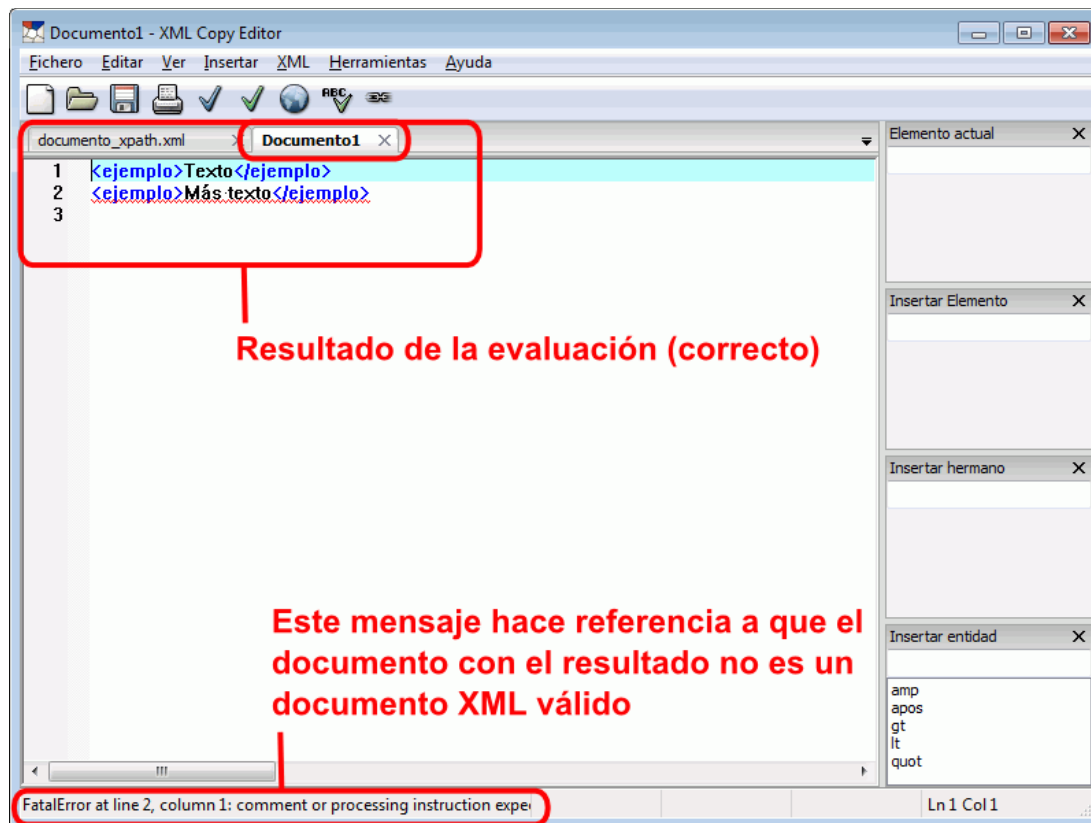 Documento1 - XML Copy Editor
Fichero Editar Ver Insertar XML Herramientas Ayuda
ABC
documento_xpath.xml Documento1
1 <ejemplo>Texto</ejemplo>
2 <ejemplo>Más texto</ejemplo>
3
Resultado de la evaluación (correcto)
Este mensaje hace referencia a que el
documento con el resultado no es un
documento XML válido
Elemento actual
Insertar Elemento
Insertar hermano
Insertar entidad
amp
apos
gt
lt
quot
FatalError at line 2, column 1: comment or processing instruction expe
Ln 1 Col 1